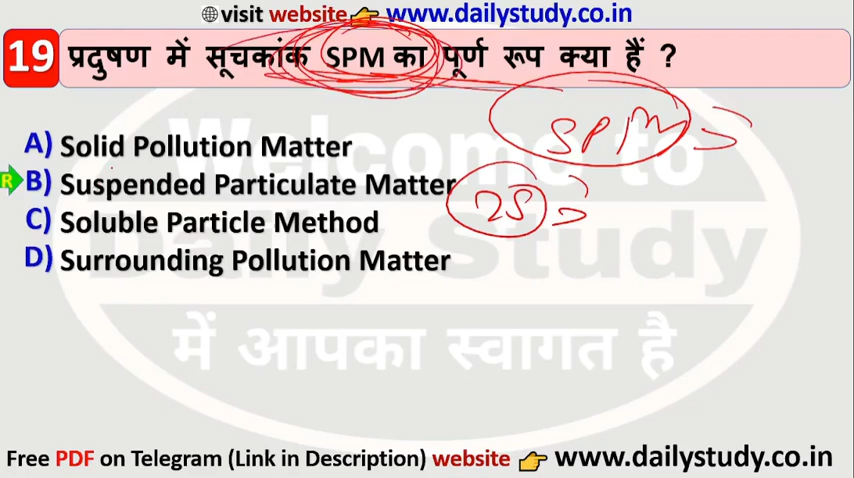 visit website 👉 www.dailystudy.co.in
19 प्रदुषण में सूचकांक SPM का पूर्ण रूप क्या हैं ?
SPM
A) Solid Pollution Matter
R B) Suspended Particulate Matter
25
C) Soluble Particle Method
D) Surrounding Pollution Matter
Welcome to
Daily Study
में आपका स्वागत है
Free PDF on Telegram (Link in Description) website 👉 www.dailystudy.co.in